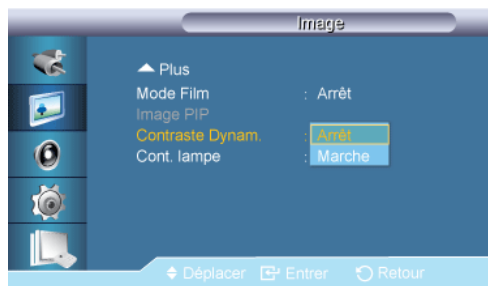 Image
Plus
Mode Film : Arrêt
Image PIP
Contraste Dynam. : Arrêt
Cont. lampe : Marche
Déplacer Entrer Retour